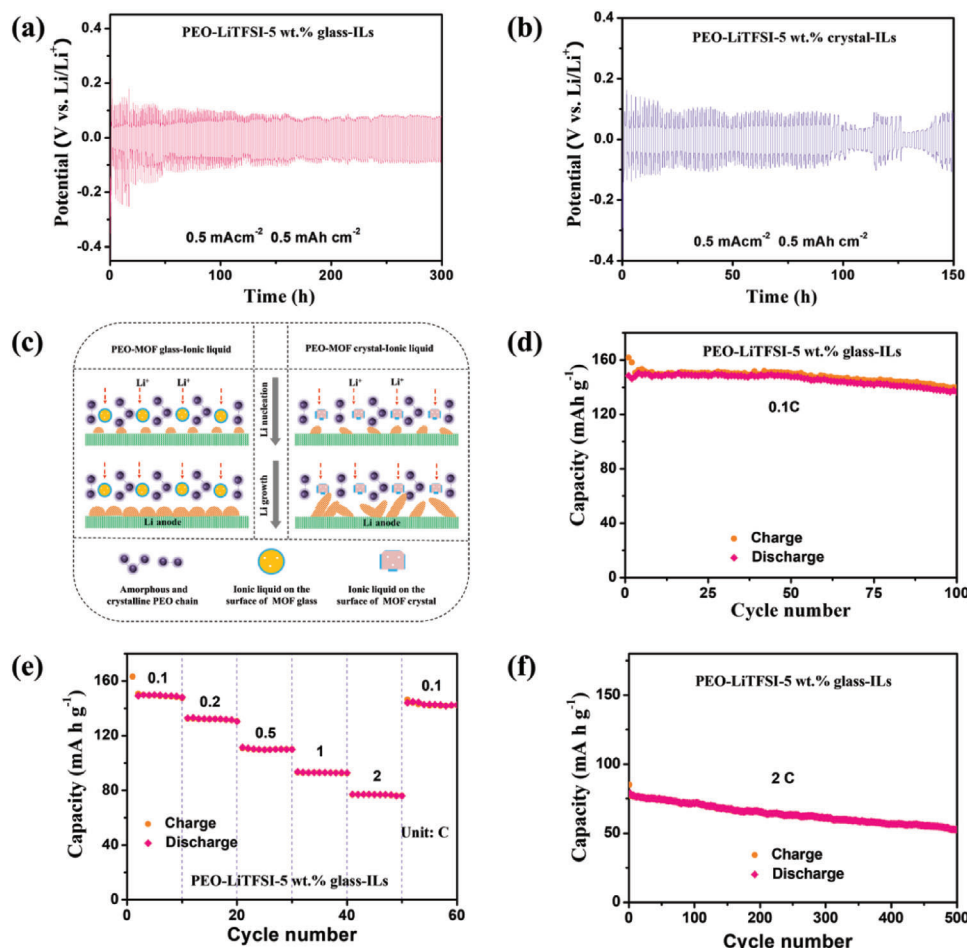 (a)
PEO-LiTFSI-5 wt.% glass-ILs
Potential (V vs. Li/Li⁺)
0.4
0.2
0.0
-0.2
-0.4
0.5 mAcm⁻² 0.5 mAh cm⁻²
0 100 200 300
Time (h)
(b)
PEO-LiTFSI-5 wt.% crystal-ILs
Potential (V vs. Li/Li⁺)
0.4
0.2
0.0
-0.2
-0.4
0.5 mAcm⁻² 0.5 mAh cm⁻²
0 50 100 150
Time (h)
(c)
PEO-MOF glass-Ionic liquid
PEO-MOF crystal-Ionic liquid
Li⁺ Li⁺
Li⁺ Li⁺
Li nucleation
Li growth
Li anode
Li anode
Amorphous and
crystalline PEO chain
Ionic liquid on the
surface of MOF glass
Ionic liquid on the
surface of MOF crystal
(d)
PEO-LiTFSI-5 wt.% glass-ILs
Capacity (mAh g⁻¹)
160
120
80
40
0
0.1C
Charge
Discharge
0 25 50 75 100
Cycle number
(e)
Capacity (mA h g⁻¹)
160
120
80
40
0
0.1
0.2
0.5
1
2
0.1
Charge
Discharge
Unit: C
PEO-LiTFSI-5 wt.% glass-ILs
0 20 40 60
Cycle number
(f)
PEO-LiTFSI-5 wt.% glass-ILs
Capacity (mA h g⁻¹)
150
100
50
0
2 C
Charge
Discharge
0 100 200 300 400 500
Cycle number